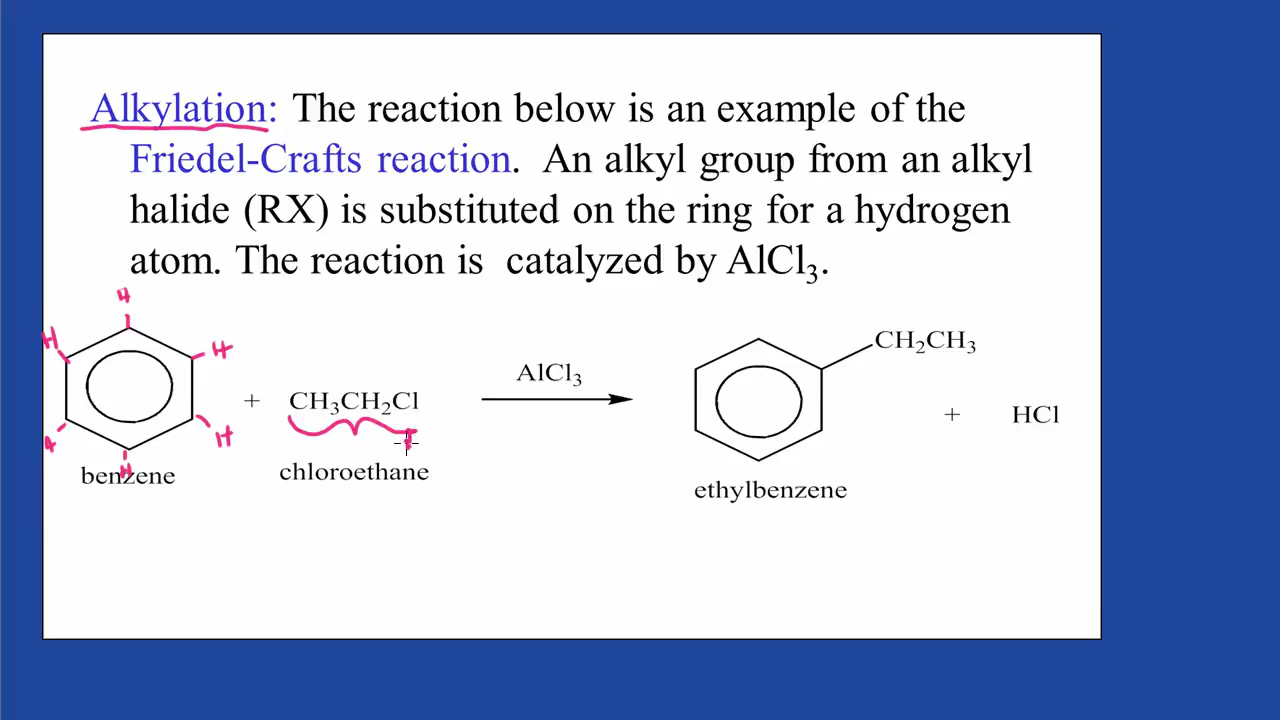 Alkylation: The reaction below is an example of the
Friedel-Crafts reaction. An alkyl group from an alkyl
halide (RX) is substituted on the ring for a hydrogen
atom. The reaction is catalyzed by AlCl₃.
H
H
H
H
H
H
benzene
+
CH₃CH₂Cl
chloroethane
AlCl₃
CH₂CH₃
ethylbenzene
+
HCl